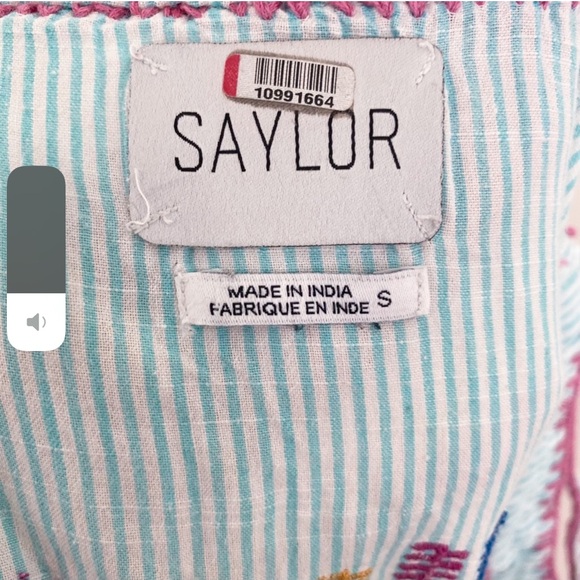 10991664
SAYLOR
MADE IN INDIA
FABRIQUE EN INDE S